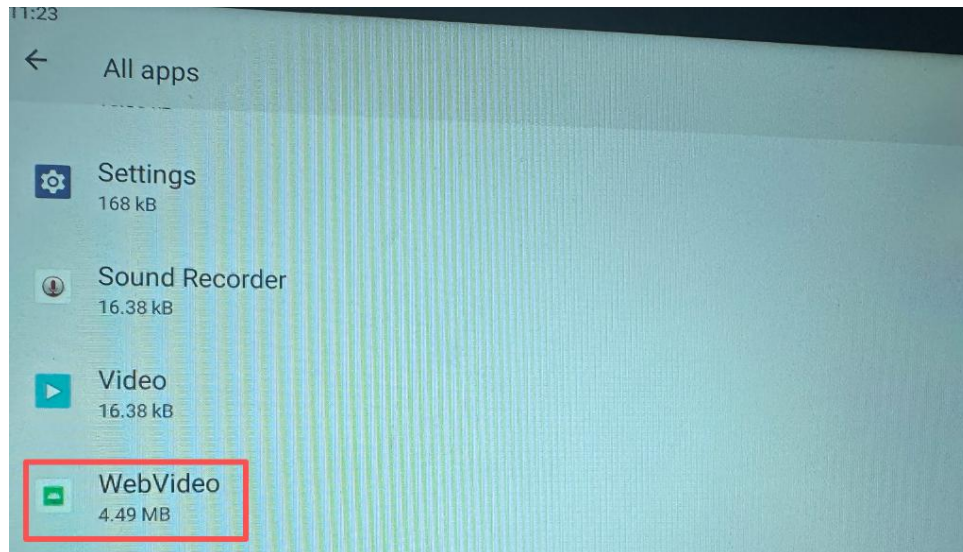 11:23
All apps
Settings
168 kB
Sound Recorder
16.38 kB
Video
16.38 kB
WebVideo
4.49 MB